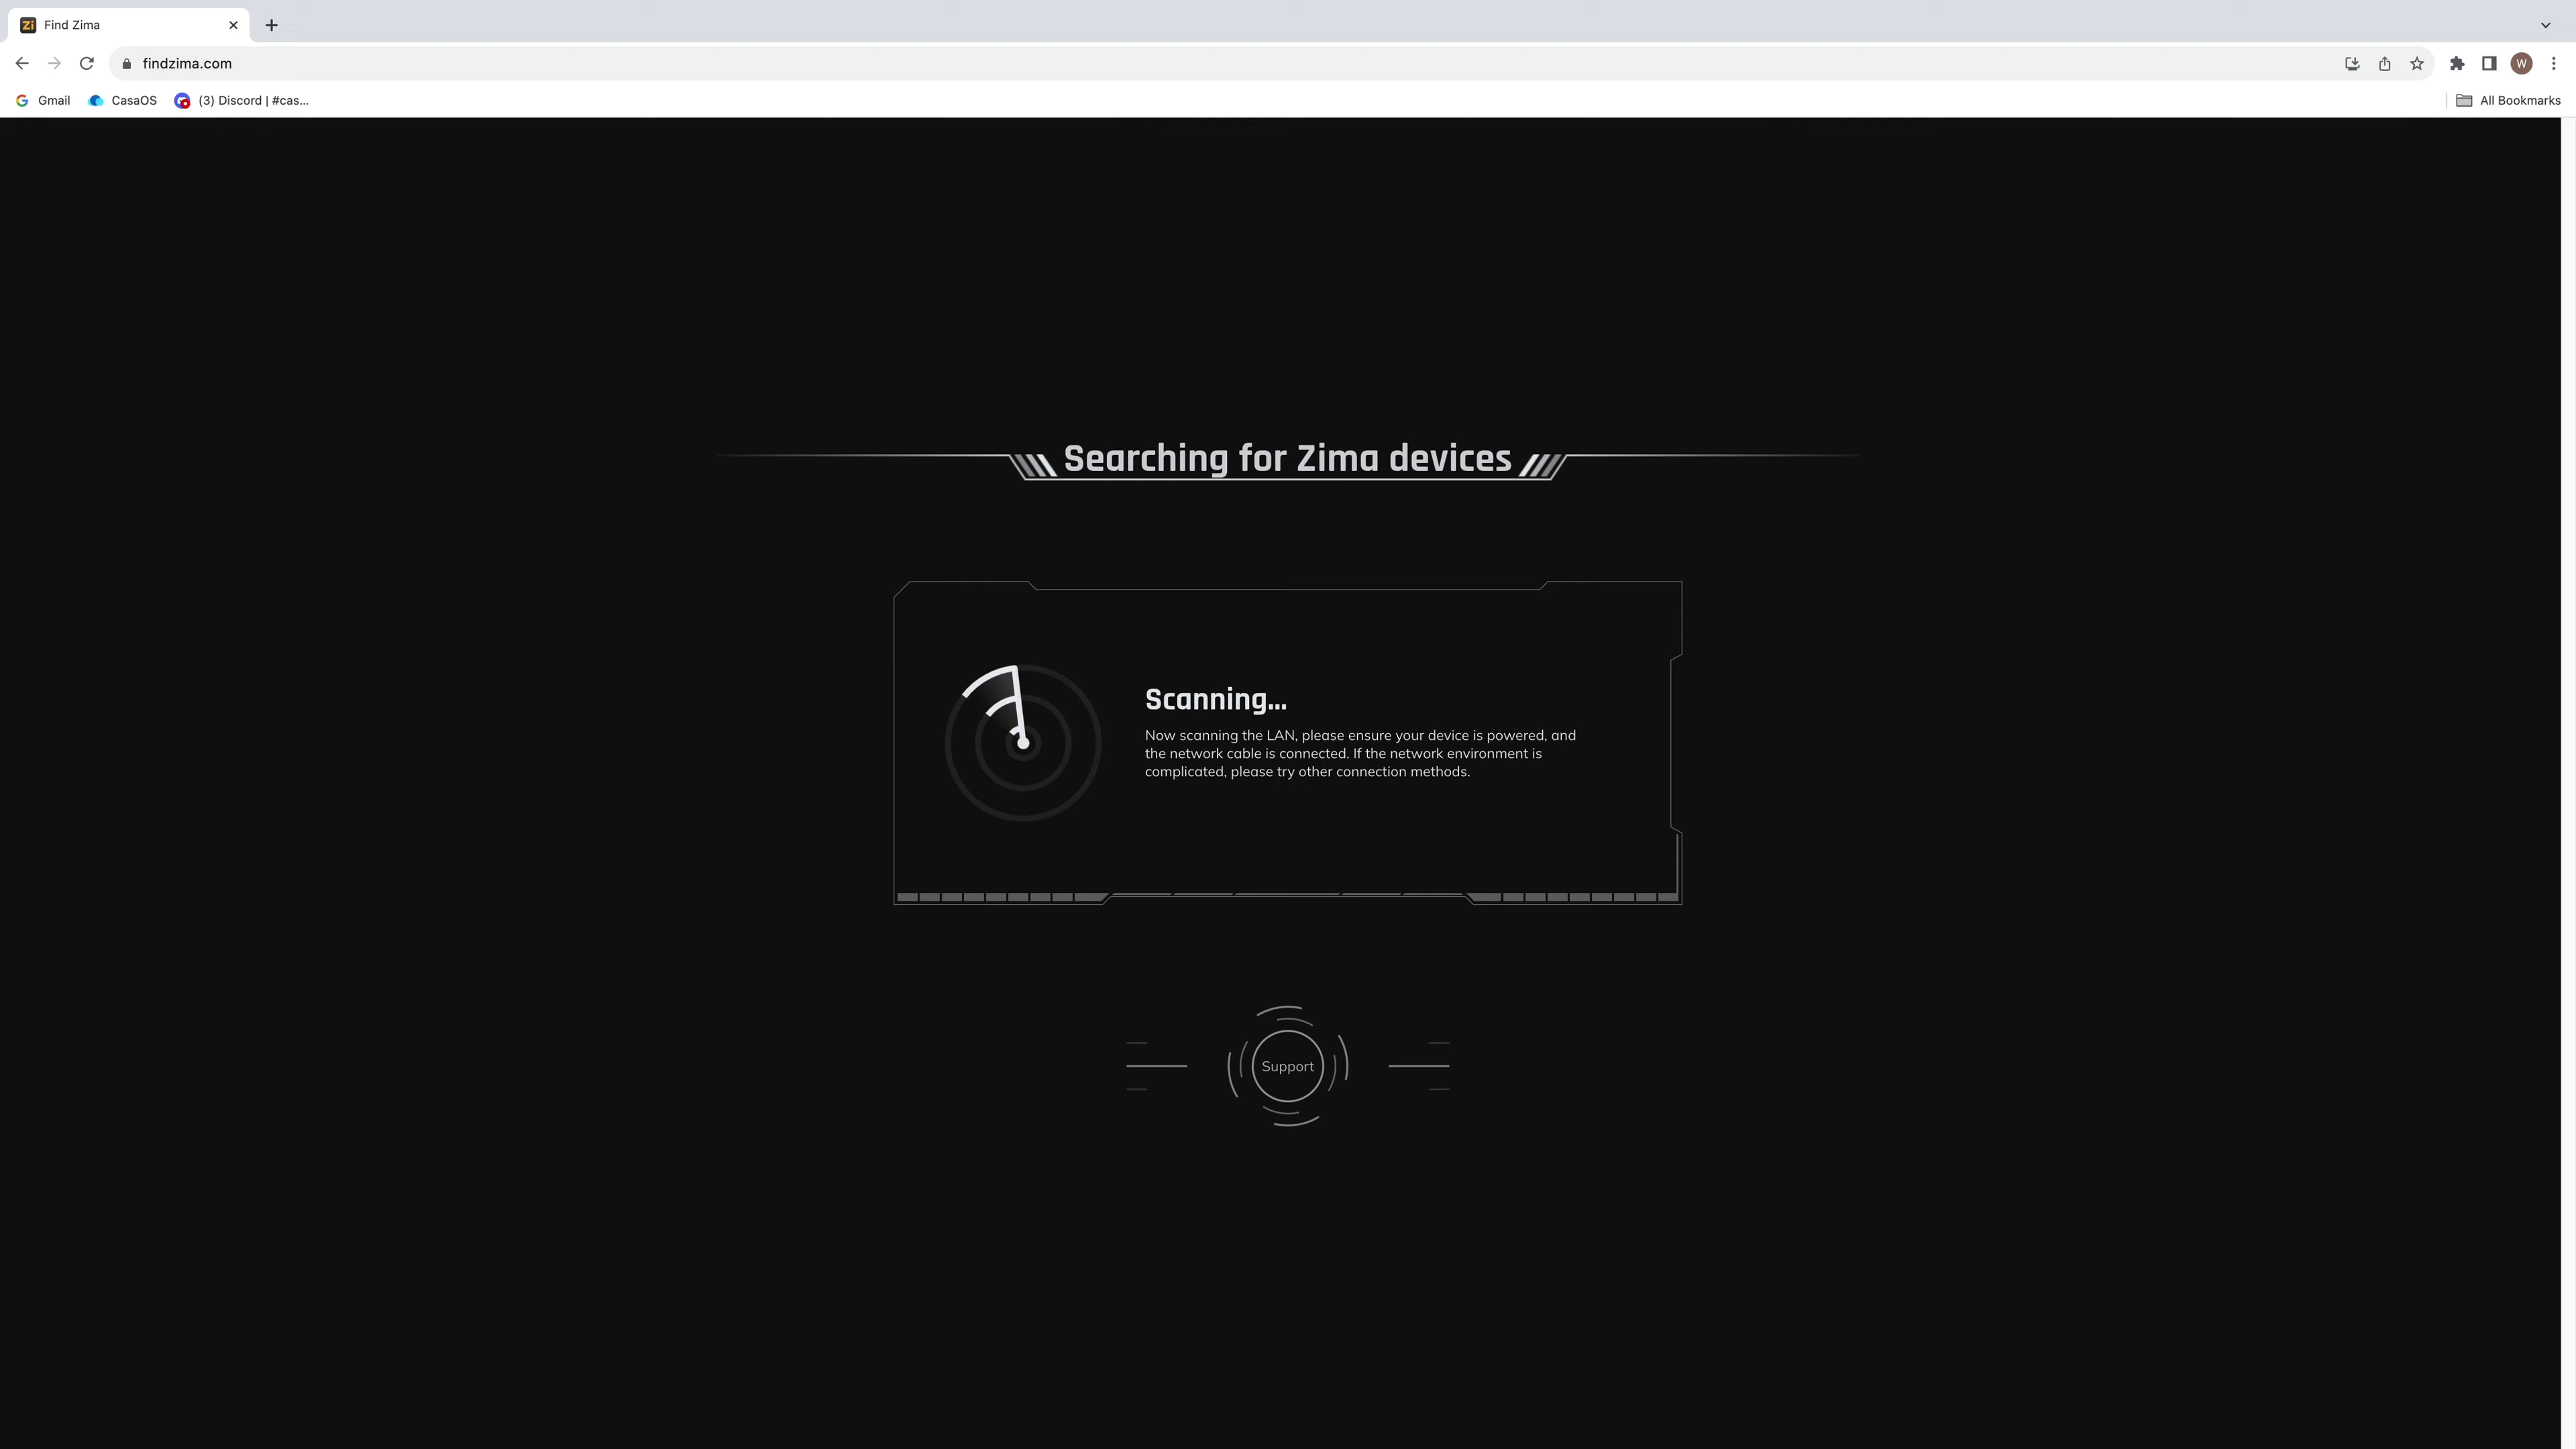 Zi Find Zima
findzima.com
W
Gmail
CasaOS
(3) Discord | #cas...
All Bookmarks
Searching for Zima devices
Scanning...
Now scanning the LAN, please ensure your device is powered, and
the network cable is connected. If the network environment is
complicated, please try other connection methods.
Support